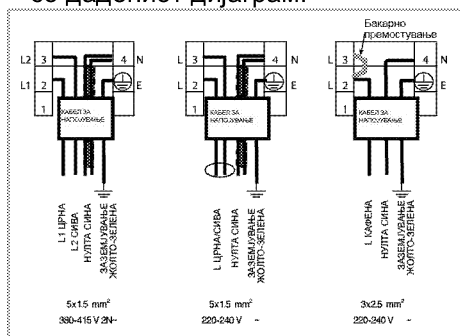 со дадениот дијаграм.
Бакарно
премостување
L2 3 4 N
L1 2 E
1
КАБЕЛ ЗА
НАПОЈУВАЊЕ
L1 ЦРНА
L2 СИВА
НУЛТА СИНА
ЗАЗЕМЈУВАЊЕ
ЖОЛТО-ЗЕЛЕНА
5x1.5 mm²
380-415 V 2N~
L 3 4 N
L 2 E
1
КАБЕЛ ЗА
НАПОЈУВАЊЕ
L ЦРНА/СИВА
НУЛТА СИНА
ЗАЗЕМЈУВАЊЕ
ЖОЛТО-ЗЕЛЕНА
5x1.5 mm²
220-240 V ~
L 3 4 N
L 2 E
1
КАБЕЛ ЗА
НАПОЈУВАЊЕ
L КАФЕНА
НУЛТА СИНА
ЗАЗЕМЈУВАЊЕ
ЖОЛТО-ЗЕЛЕНА
3x2.5 mm²
220-240 V ~